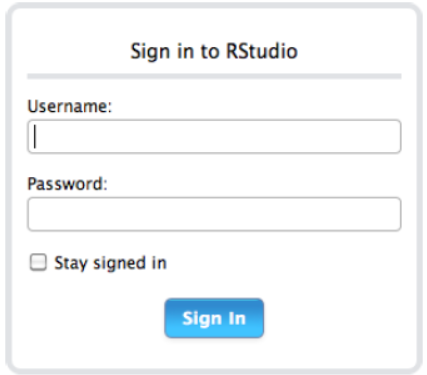 Sign in to RStudio
Username:
Password:
Stay signed in
Sign In